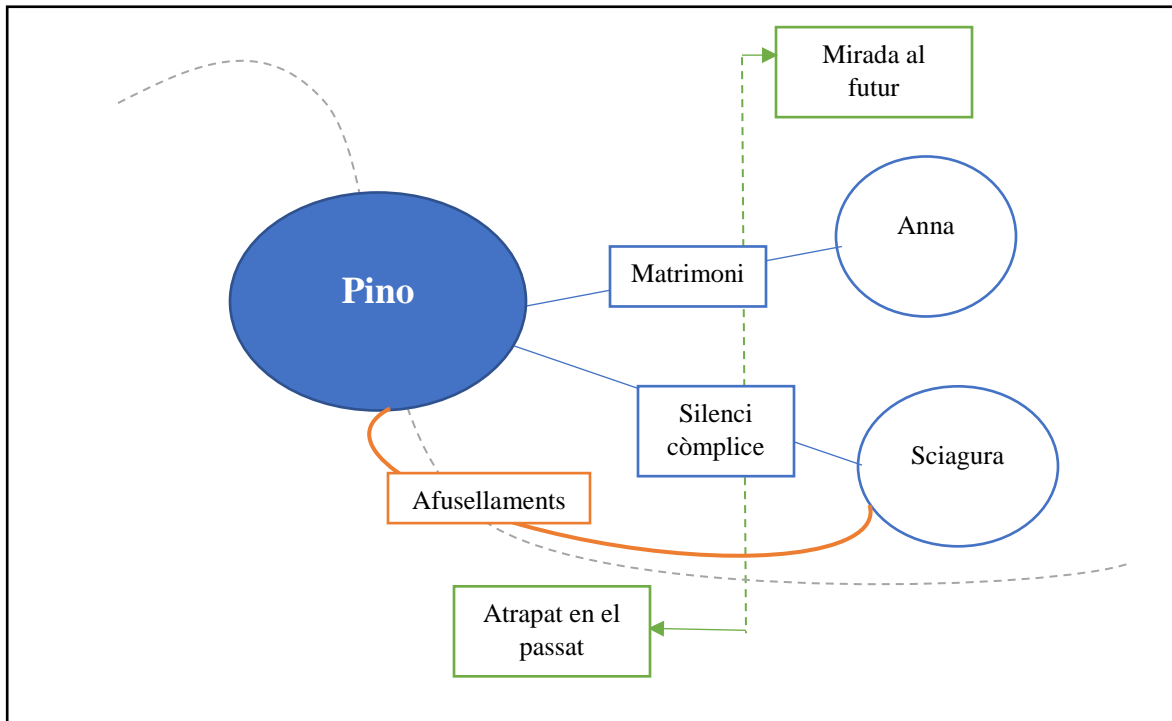 Mirada al
futur
Anna
Matrimoni
Pino
Silenci
còmplice
Sciagura
Afusellaments
Atrapat en el
passat